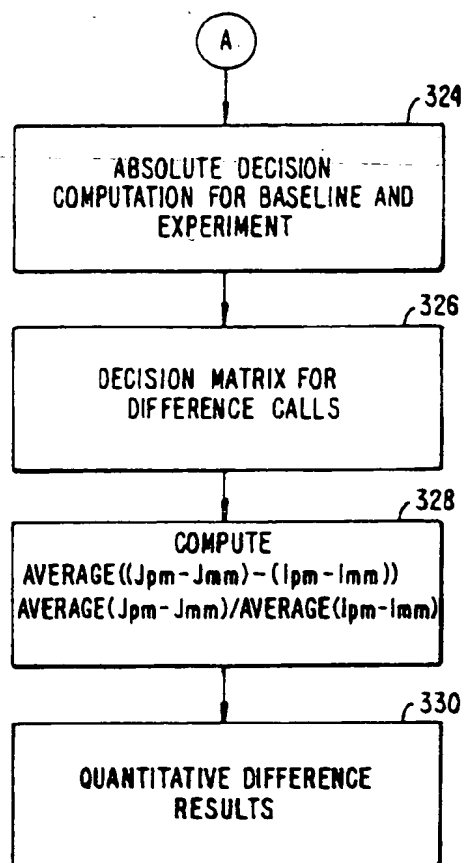 A
324
ABSOLUTE DECISION
COMPUTATION FOR BASELINE AND
EXPERIMENT
326
DECISION MATRIX FOR
DIFFERENCE CALLS
328
COMPUTE
AVERAGE((Jpm-Jmm)-(Ipm-Imm))
AVERAGE(Jpm-Jmm)/AVERAGE(Ipm-Imm)
330
QUANTITATIVE DIFFERENCE
RESULTS